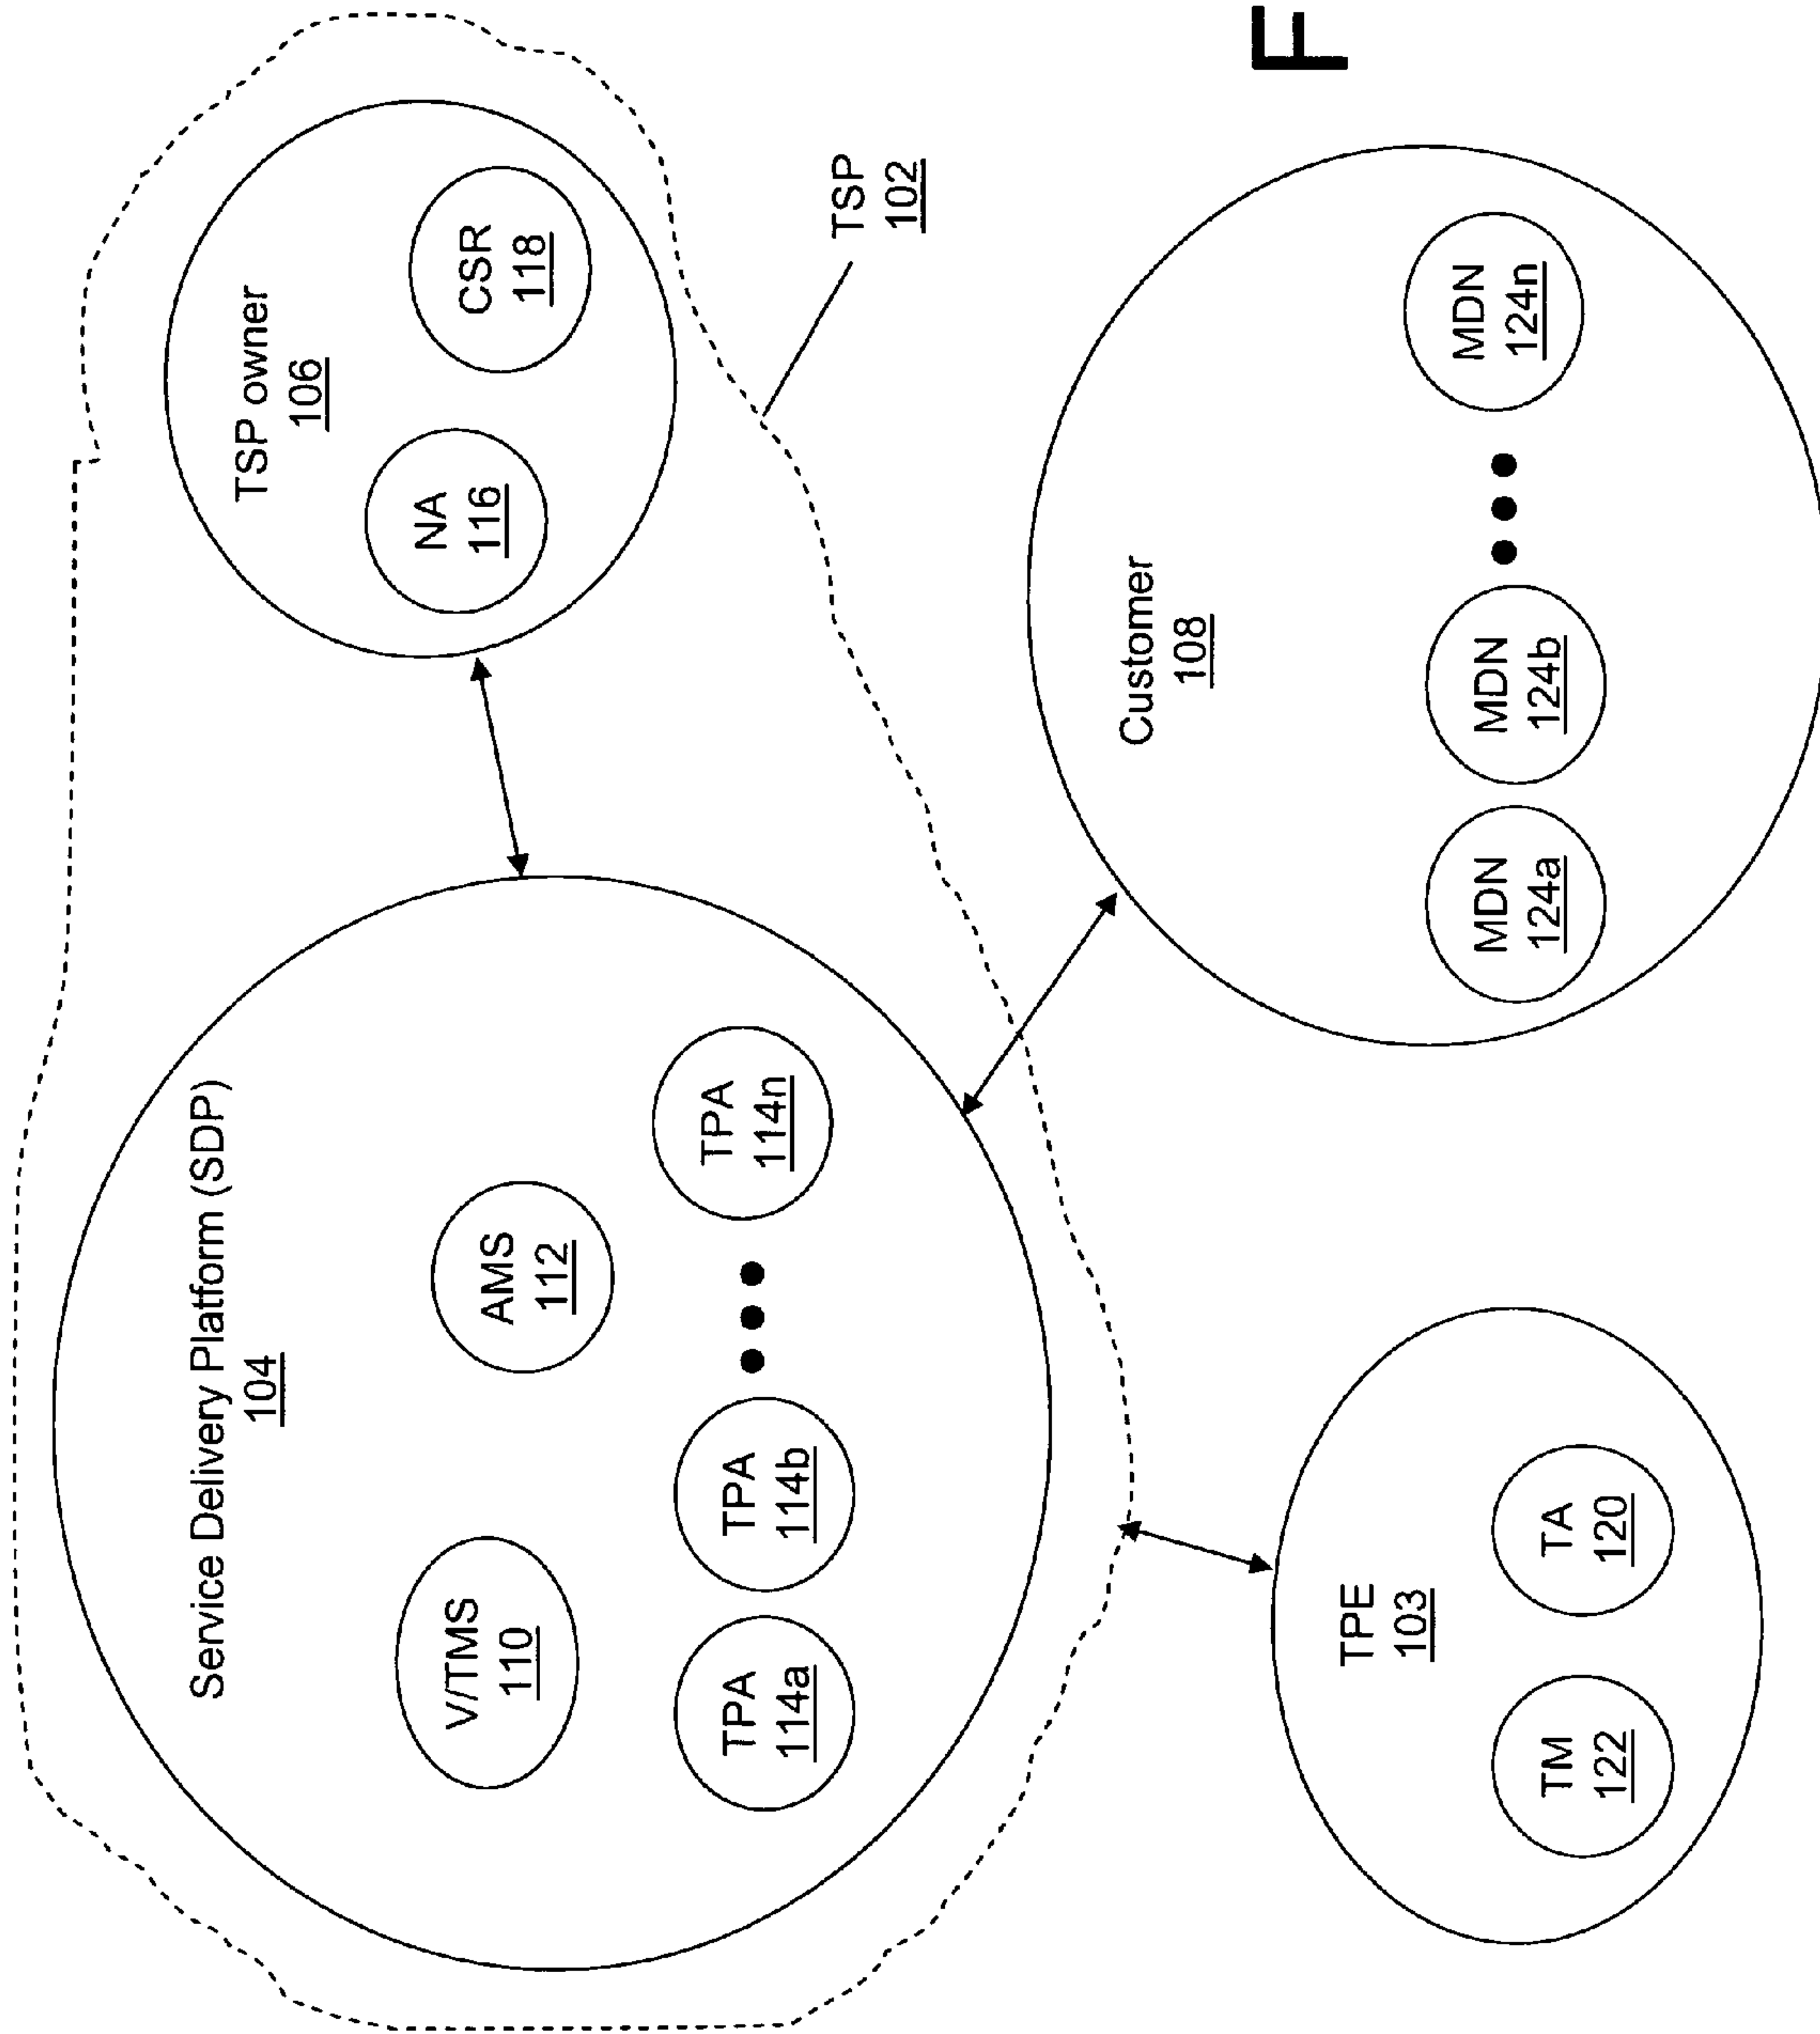 Service Delivery Platform (SDP)
104
V/TMS
110
AMS
112
TPA
114a
TPA
114b
TPA
114n
TSP owner
106
NA
116
CSR
118
TSP
102
TPE
103
TM
122
TA
120
Customer
108
MDN
124a
MDN
124b
MDN
124n
F